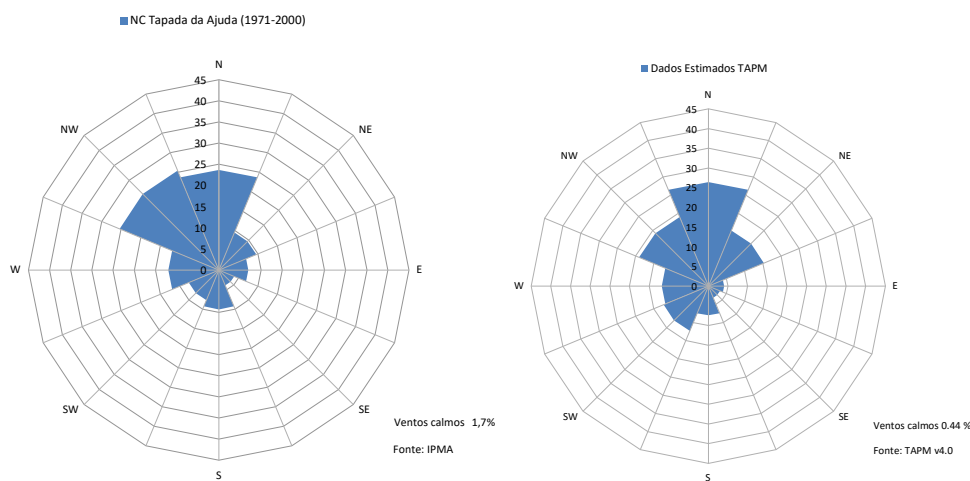 NC Tapada da Ajuda (1971-2000)
N
NE
E
SE
S
SW
W
NW
45
40
35
30
25
20
15
10
5
0
Ventos calmos 1,7%
Fonte: IPMA
Dados Estimados TAPM
N
NE
E
SE
S
SW
W
NW
45
40
35
30
25
20
15
10
5
0
Ventos calmos 0.44 %
Fonte: TAPM v4.0